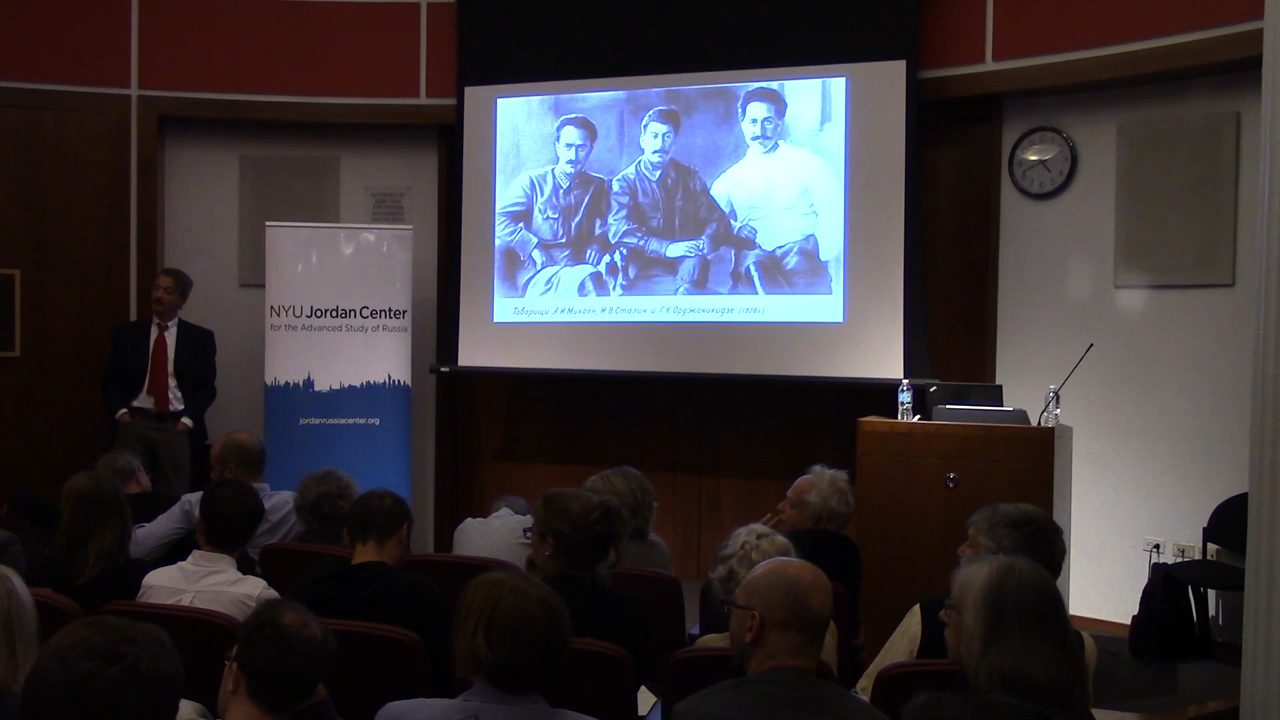 Товарищи А.И Микоян, И.В.Сталин и Г.К.Орджоникидзе (1926г)
NYU Jordan Center
for the Advanced Study of Russia
jordanrussiacenter.org